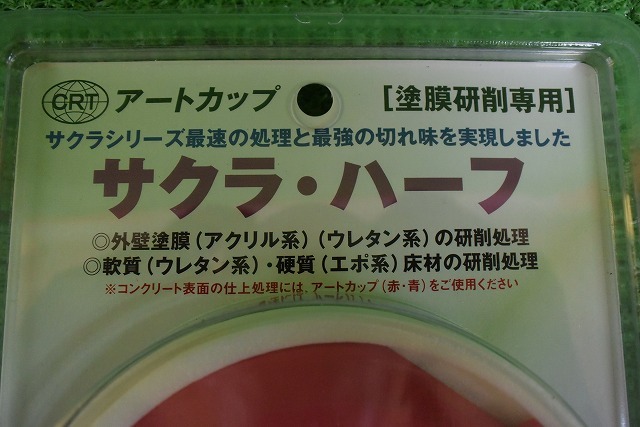 CRT アートカップ [塗膜研削専用]
サクラシリーズ最速の処理と最強の切れ味を実現しました
サクラ・ハーフ
◎外壁塗膜(アクリル系)(ウレタン系)の研削処理
◎軟質(ウレタン系)・硬質(エポ系)床材の研削処理
※コンクリート表面の仕上処理には、アートカップ(赤・青)をご使用ください